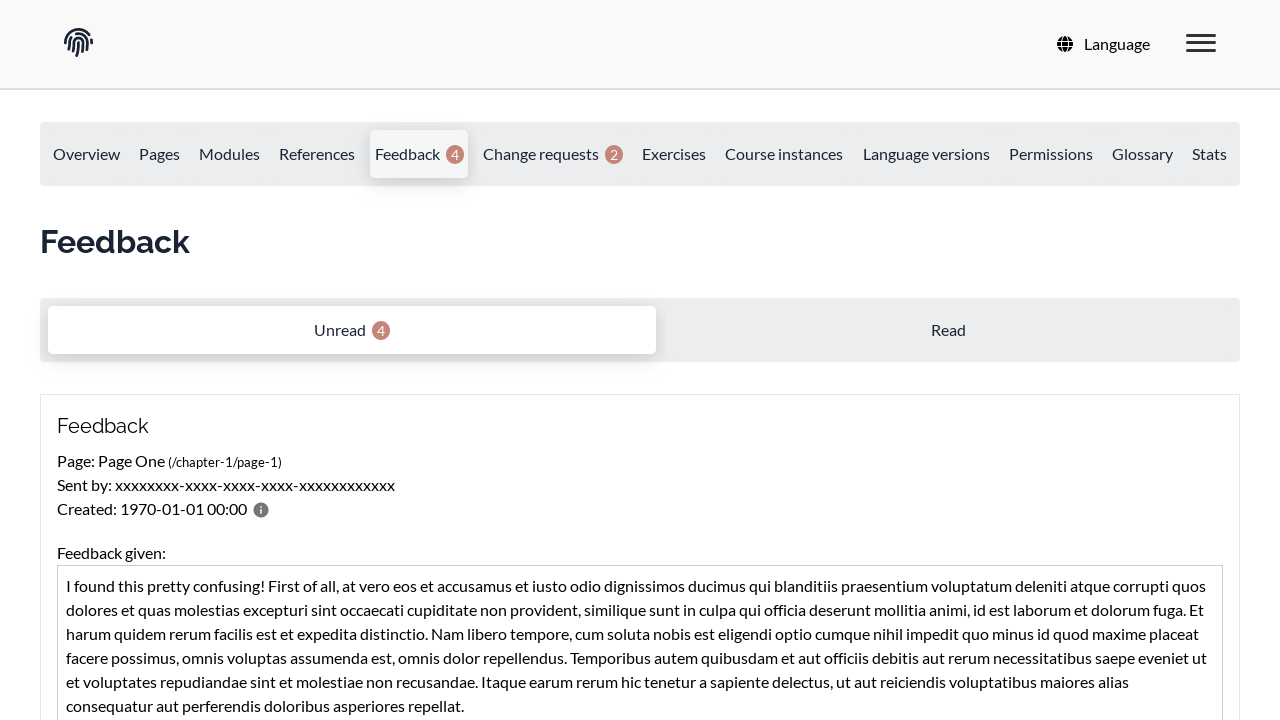 Language
Overview Pages Modules References Feedback 4 Change requests 2 Exercises Course instances Language versions Permissions Glossary Stats
Feedback
Unread 4 Read
Feedback
Page: Page One (/chapter-1/page-1)
Sent by: xxxxxxxx-xxxx-xxxx-xxxx-xxxxxxxxxxxx
Created: 1970-01-01 00:00
Feedback given:
I found this pretty confusing! First of all, at vero eos et accusamus et iusto odio dignissimos ducimus qui blanditiis praesentium voluptatum deleniti atque corrupti quos
dolores et quas molestias excepturi sint occaecati cupiditate non provident, similique sunt in culpa qui officia deserunt mollitia animi, id est laborum et dolorum fuga. Et
harum quidem rerum facilis est et expedita distinctio. Nam libero tempore, cum soluta nobis est eligendi optio cumque nihil impedit quo minus id quod maxime placeat
facere possimus, omnis voluptas assumenda est, omnis dolor repellendus. Temporibus autem quibusdam et aut officiis debitis aut rerum necessitatibus saepe eveniet ut
et voluptates repudiandae sint et molestiae non recusandae. Itaque earum rerum hic tenetur a sapiente delectus, ut aut reiciendis voluptatibus maiores alias
consequatur aut perferendis doloribus asperiores repellat.